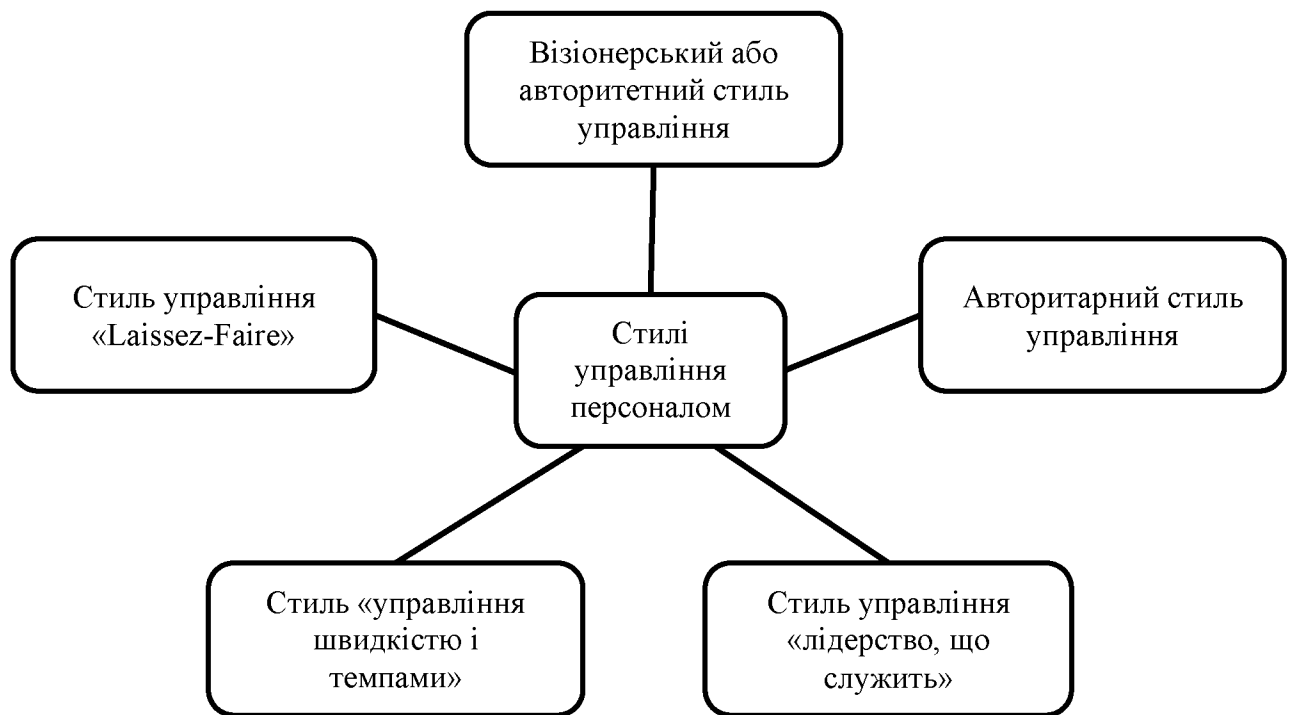 Візіонерський або
авторитетний стиль
управління
Стиль управління
«Laissez-Faire»
Стилі
управління
персоналом
Авторитарний стиль
управління
Стиль «управління
швидкістю і
темпами»
Стиль управління
«лідерство, що
служить»